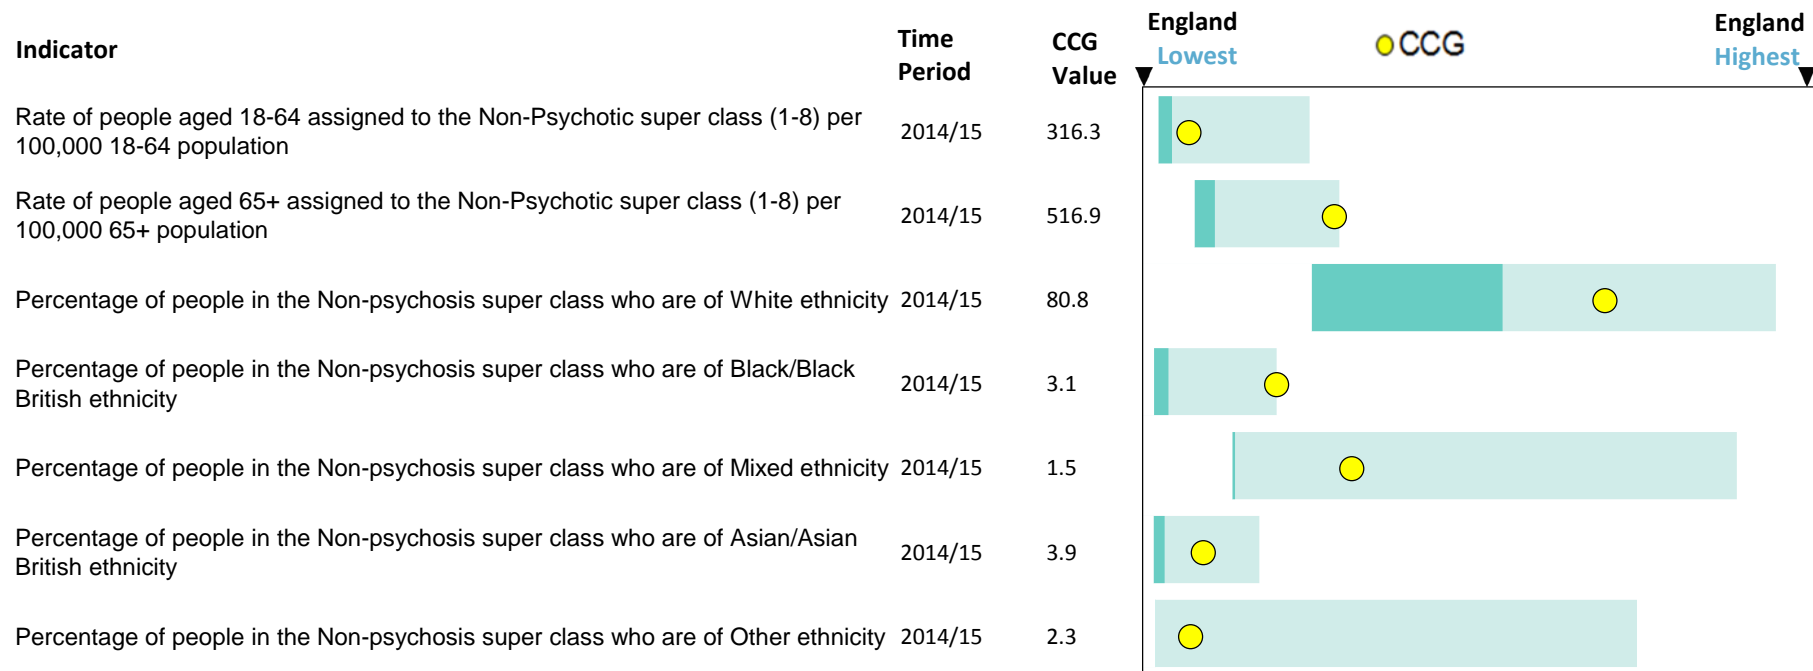 Indicator
Time Period
CCG Value
England Lowest
CCG
England Highest
Rate of people aged 18-64 assigned to the Non-Psychotic super class (1-8) per
100,000 18-64 population
2014/15
316.3
Rate of people aged 65+ assigned to the Non-Psychotic super class (1-8) per
100,000 65+ population
2014/15
516.9
Percentage of people in the Non-psychosis super class who are of White ethnicity
2014/15
80.8
Percentage of people in the Non-psychosis super class who are of Black/Black
British ethnicity
2014/15
3.1
Percentage of people in the Non-psychosis super class who are of Mixed ethnicity
2014/15
1.5
Percentage of people in the Non-psychosis super class who are of Asian/Asian
British ethnicity
2014/15
3.9
Percentage of people in the Non-psychosis super class who are of Other ethnicity
2014/15
2.3